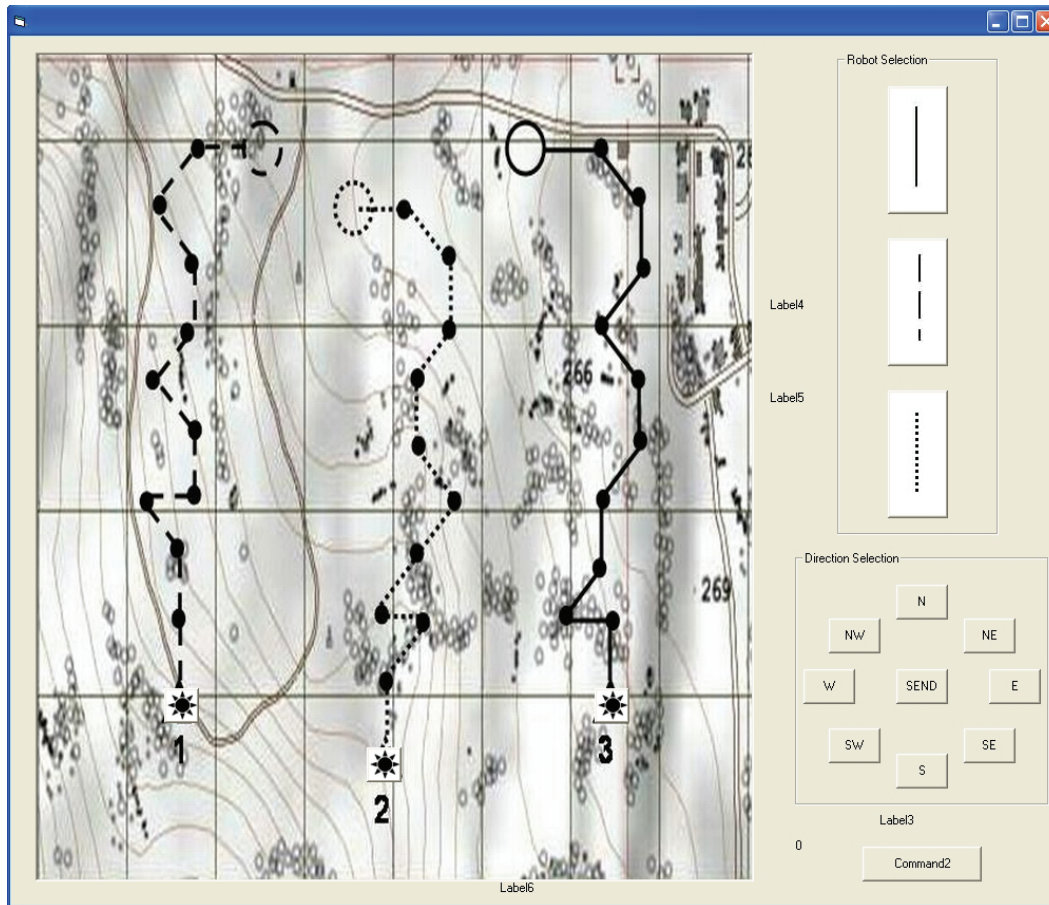 Robot Selection
Label4
Label5
266
269
1
2
3
Direction Selection
N
NW
NE
W
SEND
E
SW
SE
S
Label3
0
Command2
Label6